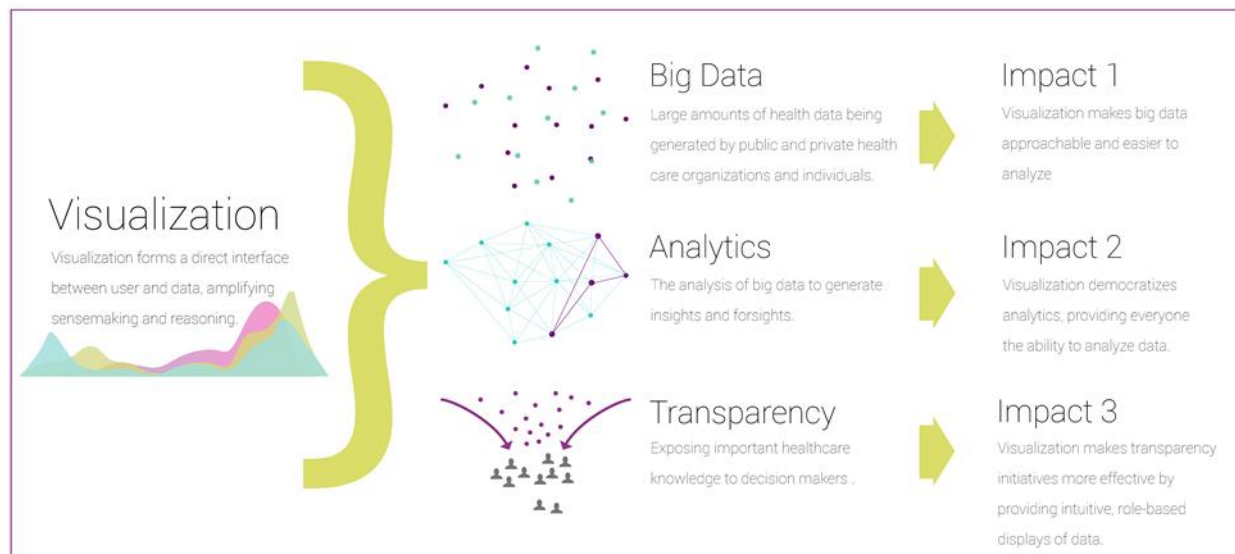 Visualization
Visualization forms a direct interface
between user and data, amplifying
sensemaking and reasoning.
Big Data
Large amounts of health data being
generated by public and private health
care organizations and individuals.
Impact 1
Visualization makes big data
approachable and easier to
analyze
Analytics
The analysis of big data to generate
insights and forsights.
Impact 2
Visualization democratizes
analytics, providing everyone
the ability to analyze data.
Transparency
Exposing important healthcare
knowledge to decision makers .
Impact 3
Visualization makes transparency
initiatives more effective by
providing intuitive, role-based
displays of data.